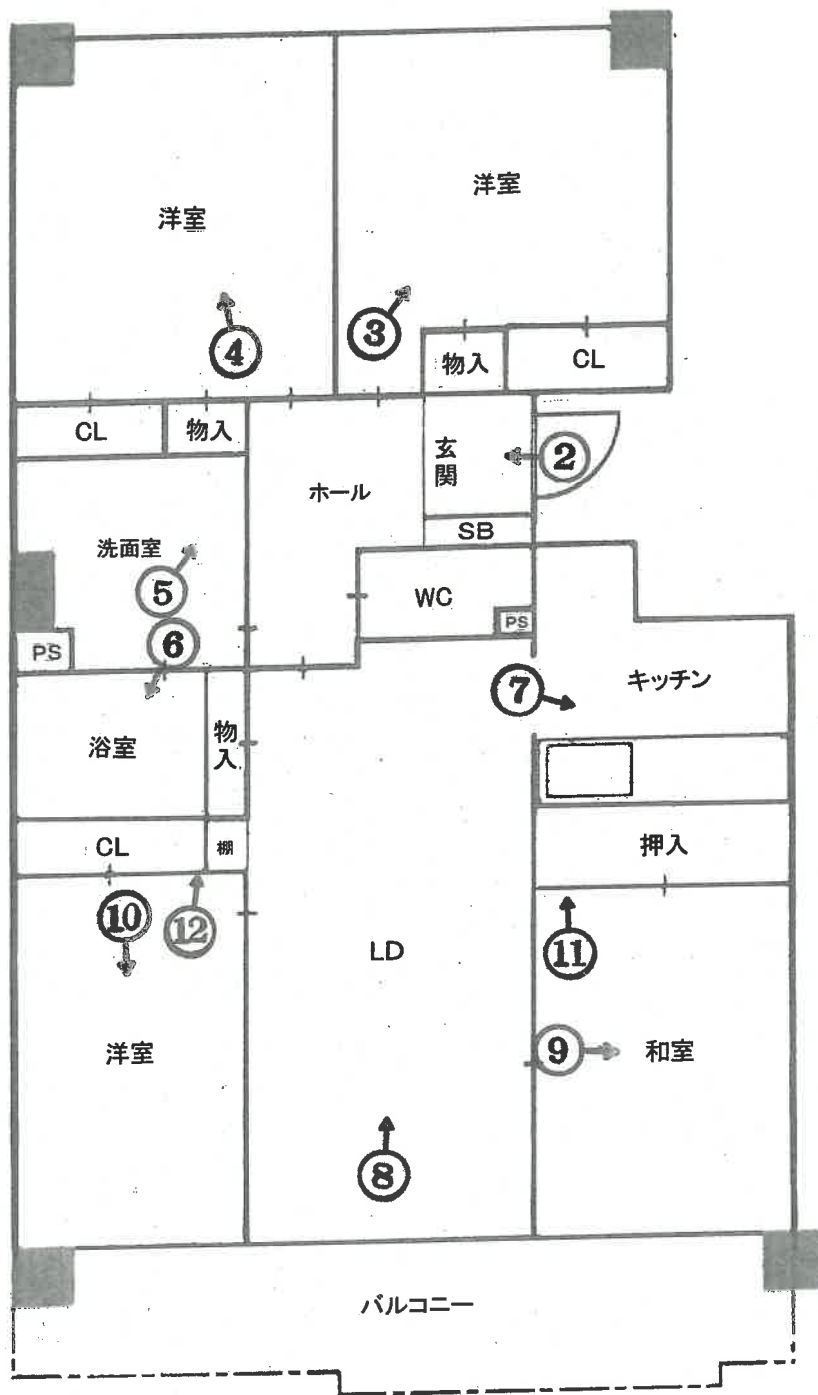 洋室
洋室
④
③
物入
CL
CL
物入
玄関
②
ホール
SB
洗面室
⑤
WC
PS
⑥
PS
⑦
キッチン
浴室
物入
CL
棚
押入
⑩
⑫
LD
⑪
洋室
⑨
和室
⑧
バルコニー